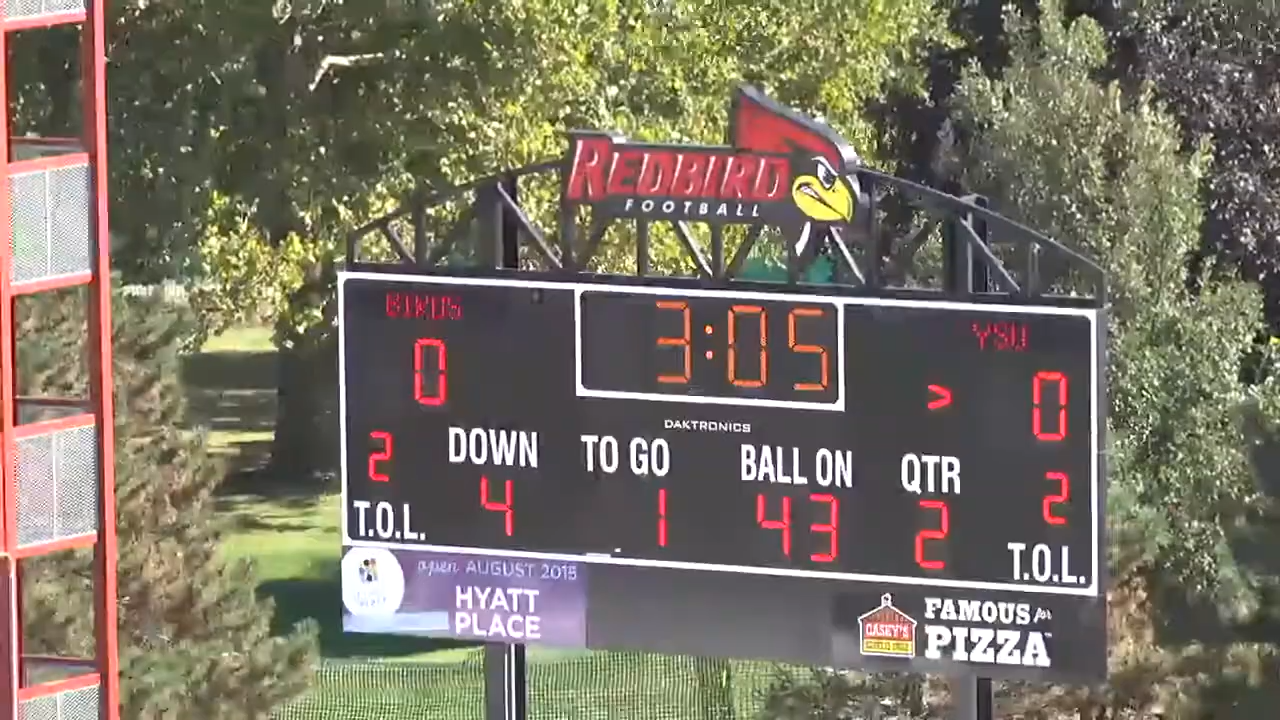 REDBIRD
FOOTBALL
BIRDS 3:05 YSU
0 > 0
DAKTRONICS
2 DOWN TO GO BALL ON QTR 2
T.O.L. 4 1 43 2 T.O.L.
open AUGUST 2015
HYATT
PLACE
CASEY'S
FAMOUS for
PIZZA